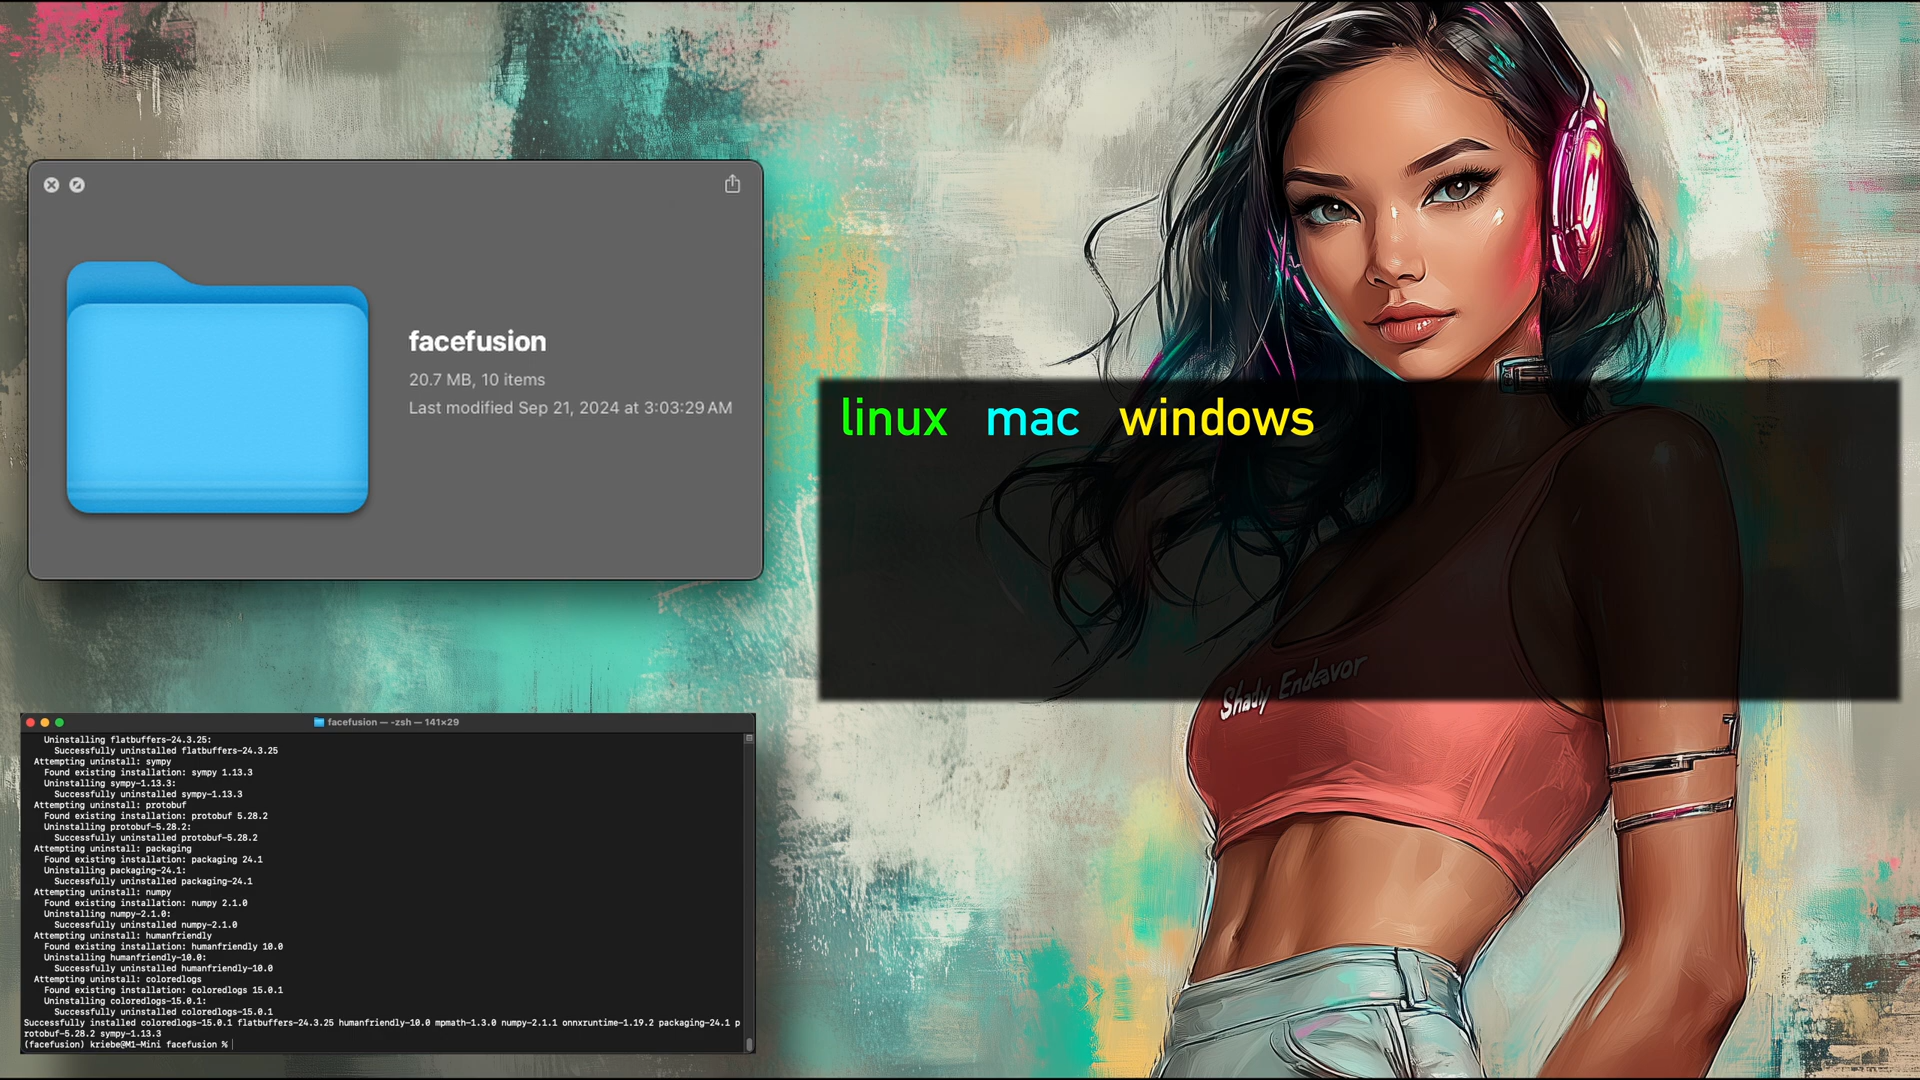 facefusion
20.7 MB, 10 items
Last modified Sep 21, 2024 at 3:03:29 AM
linux mac windows
Shady Endeavor
facefusion — -zsh — 141×29
Uninstalling flatbuffers-24.3.25:
Successfully uninstalled flatbuffers-24.3.25
Attempting uninstall: sympy
Found existing installation: sympy 1.13.3
Uninstalling sympy-1.13.3:
Successfully uninstalled sympy-1.13.3
Attempting uninstall: protobuf
Found existing installation: protobuf 5.28.2
Uninstalling protobuf-5.28.2:
Successfully uninstalled protobuf-5.28.2
Attempting uninstall: packaging
Found existing installation: packaging 24.1
Uninstalling packaging-24.1:
Successfully uninstalled packaging-24.1
Attempting uninstall: numpy
Found existing installation: numpy 2.1.0
Uninstalling numpy-2.1.0:
Successfully uninstalled numpy-2.1.0
Attempting uninstall: humanfriendly
Found existing installation: humanfriendly 10.0
Uninstalling humanfriendly-10.0:
Successfully uninstalled humanfriendly-10.0
Attempting uninstall: coloredlogs
Found existing installation: coloredlogs 15.0.1
Uninstalling coloredlogs-15.0.1:
Successfully uninstalled coloredlogs-15.0.1
Successfully installed coloredlogs-15.0.1 flatbuffers-24.3.25 humanfriendly-10.0 mpmath-1.3.0 numpy-2.1.1 onnxruntime-1.19.2 packaging-24.1 p
rotobuf-5.28.2 sympy-1.13.3
(facefusion) kriebe@M1-Mini facefusion %